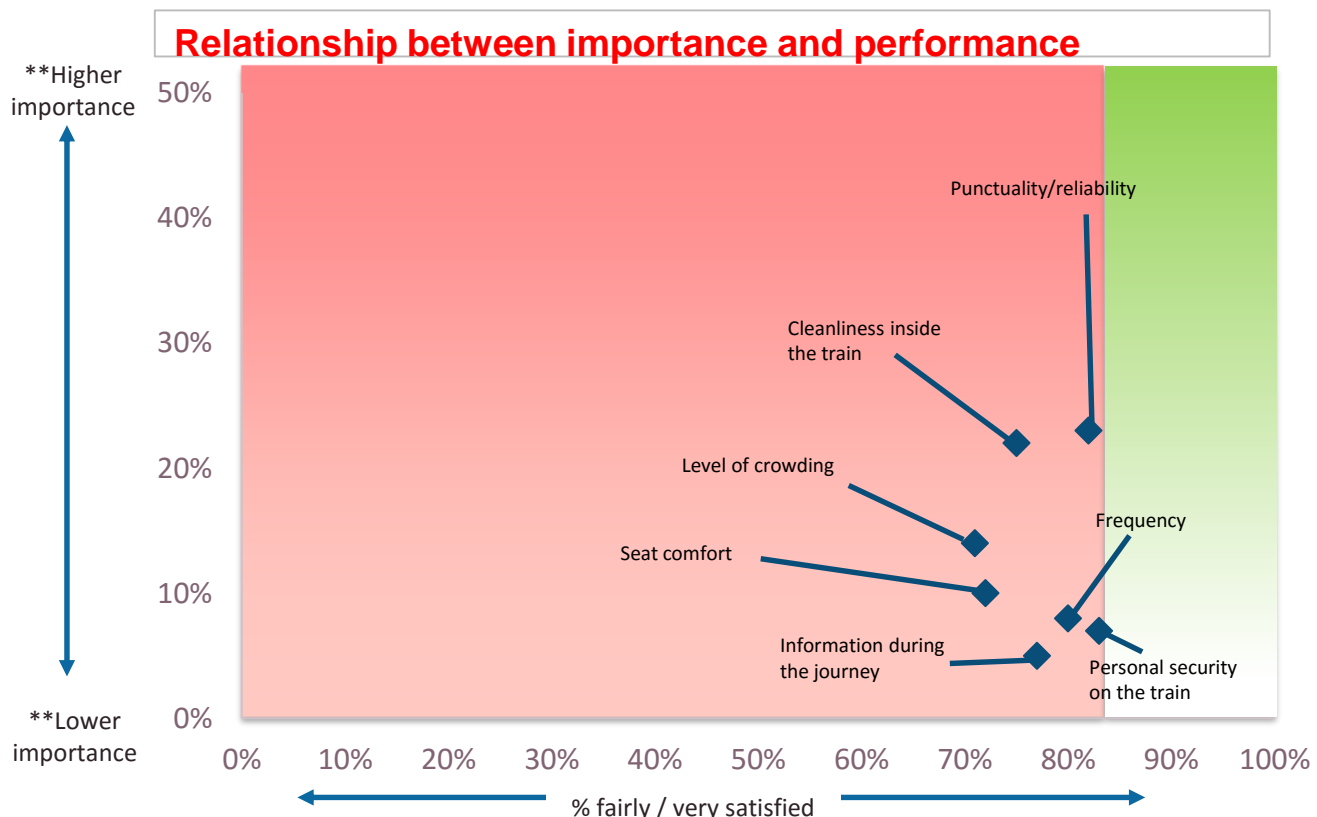 Relationship between importance and performance
**Higher
importance
50%
40%
30%
20%
10%
0%
**Lower
importance
Punctuality/reliability
Cleanliness inside
the train
Level of crowding
Frequency
Seat comfort
Information during
the journey
Personal security
on the train
0%
10%
20%
30%
40%
50%
60%
70%
80%
90%
100%
% fairly / very satisfied